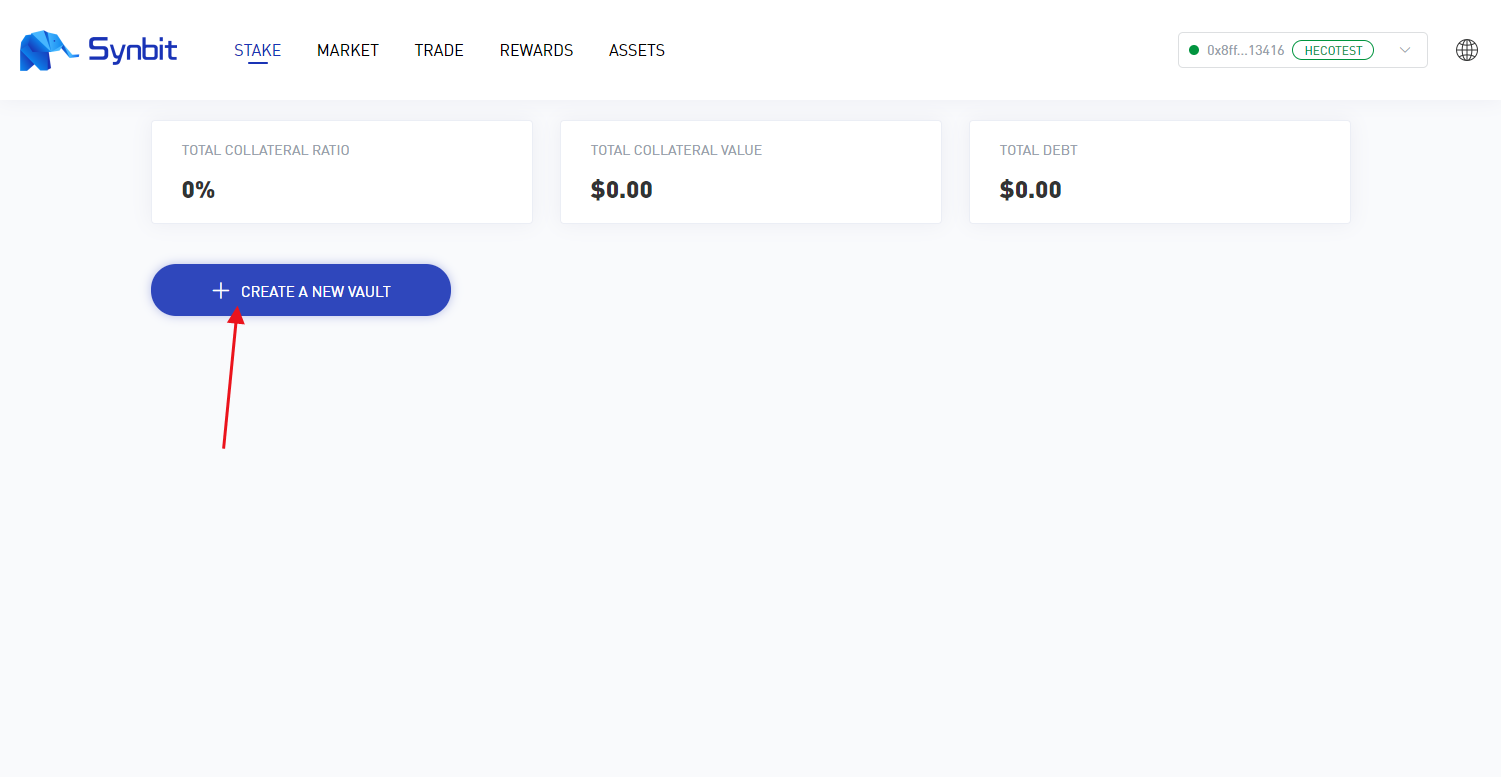 Synbit
STAKE MARKET TRADE REWARDS ASSETS
0x8ff...13416 HECOTEST
TOTAL COLLATERAL RATIO
0%
TOTAL COLLATERAL VALUE
$0.00
TOTAL DEBT
$0.00
CREATE A NEW VAULT